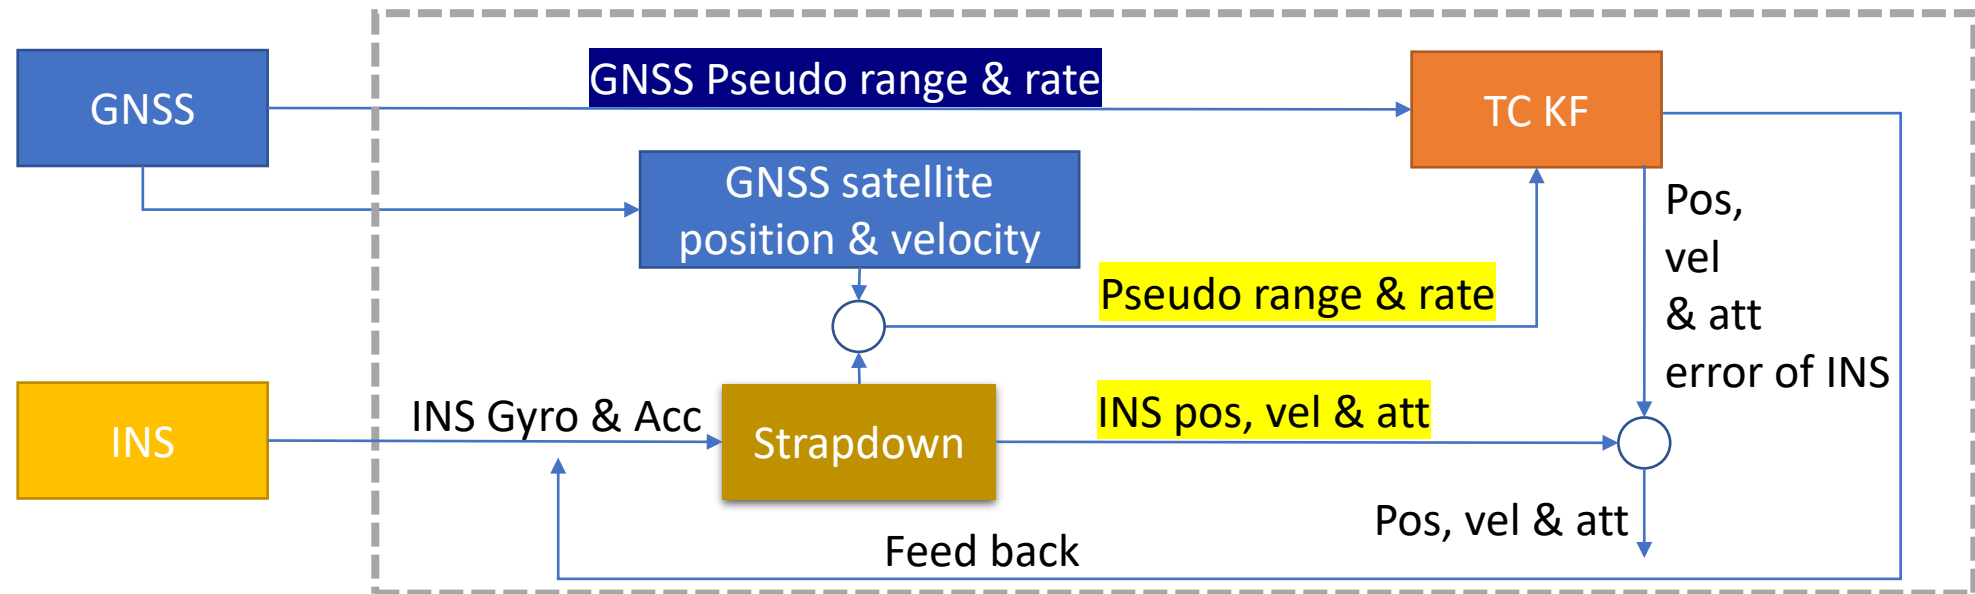 GNSS
GNSS Pseudo range & rate
TC KF
GNSS satellite
position & velocity
Pos,
vel
& att
error of INS
Pseudo range & rate
INS
INS Gyro & Acc
Strapdown
INS pos, vel & att
Pos, vel & att
Feed back